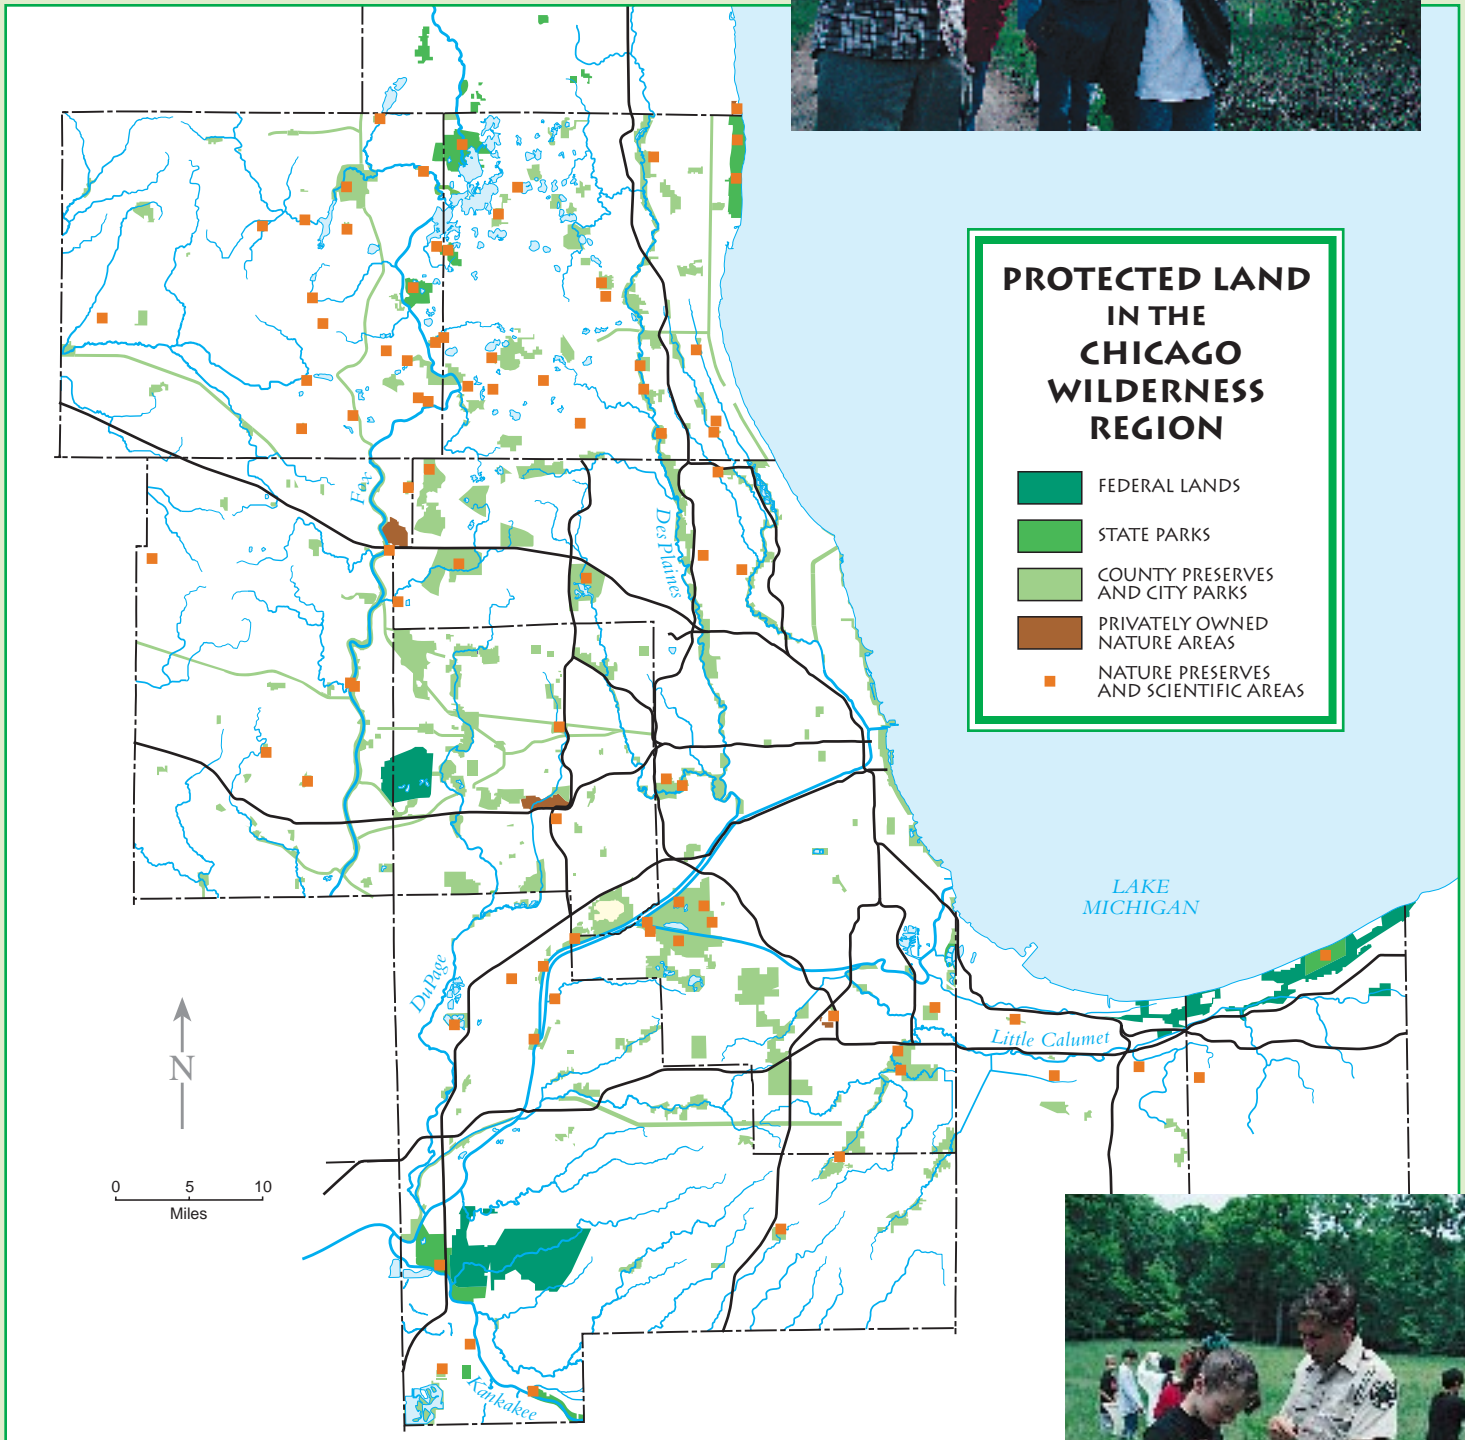 PROTECTED LAND
IN THE
CHICAGO
WILDERNESS
REGION
FEDERAL LANDS
STATE PARKS
COUNTY PRESERVES
AND CITY PARKS
PRIVATELY OWNED
NATURE AREAS
NATURE PRESERVES
AND SCIENTIFIC AREAS
Fox
Des Plaines
LAKE
MICHIGAN
DuPage
Little Calumet
N
0 5 10
Miles
Kankakee